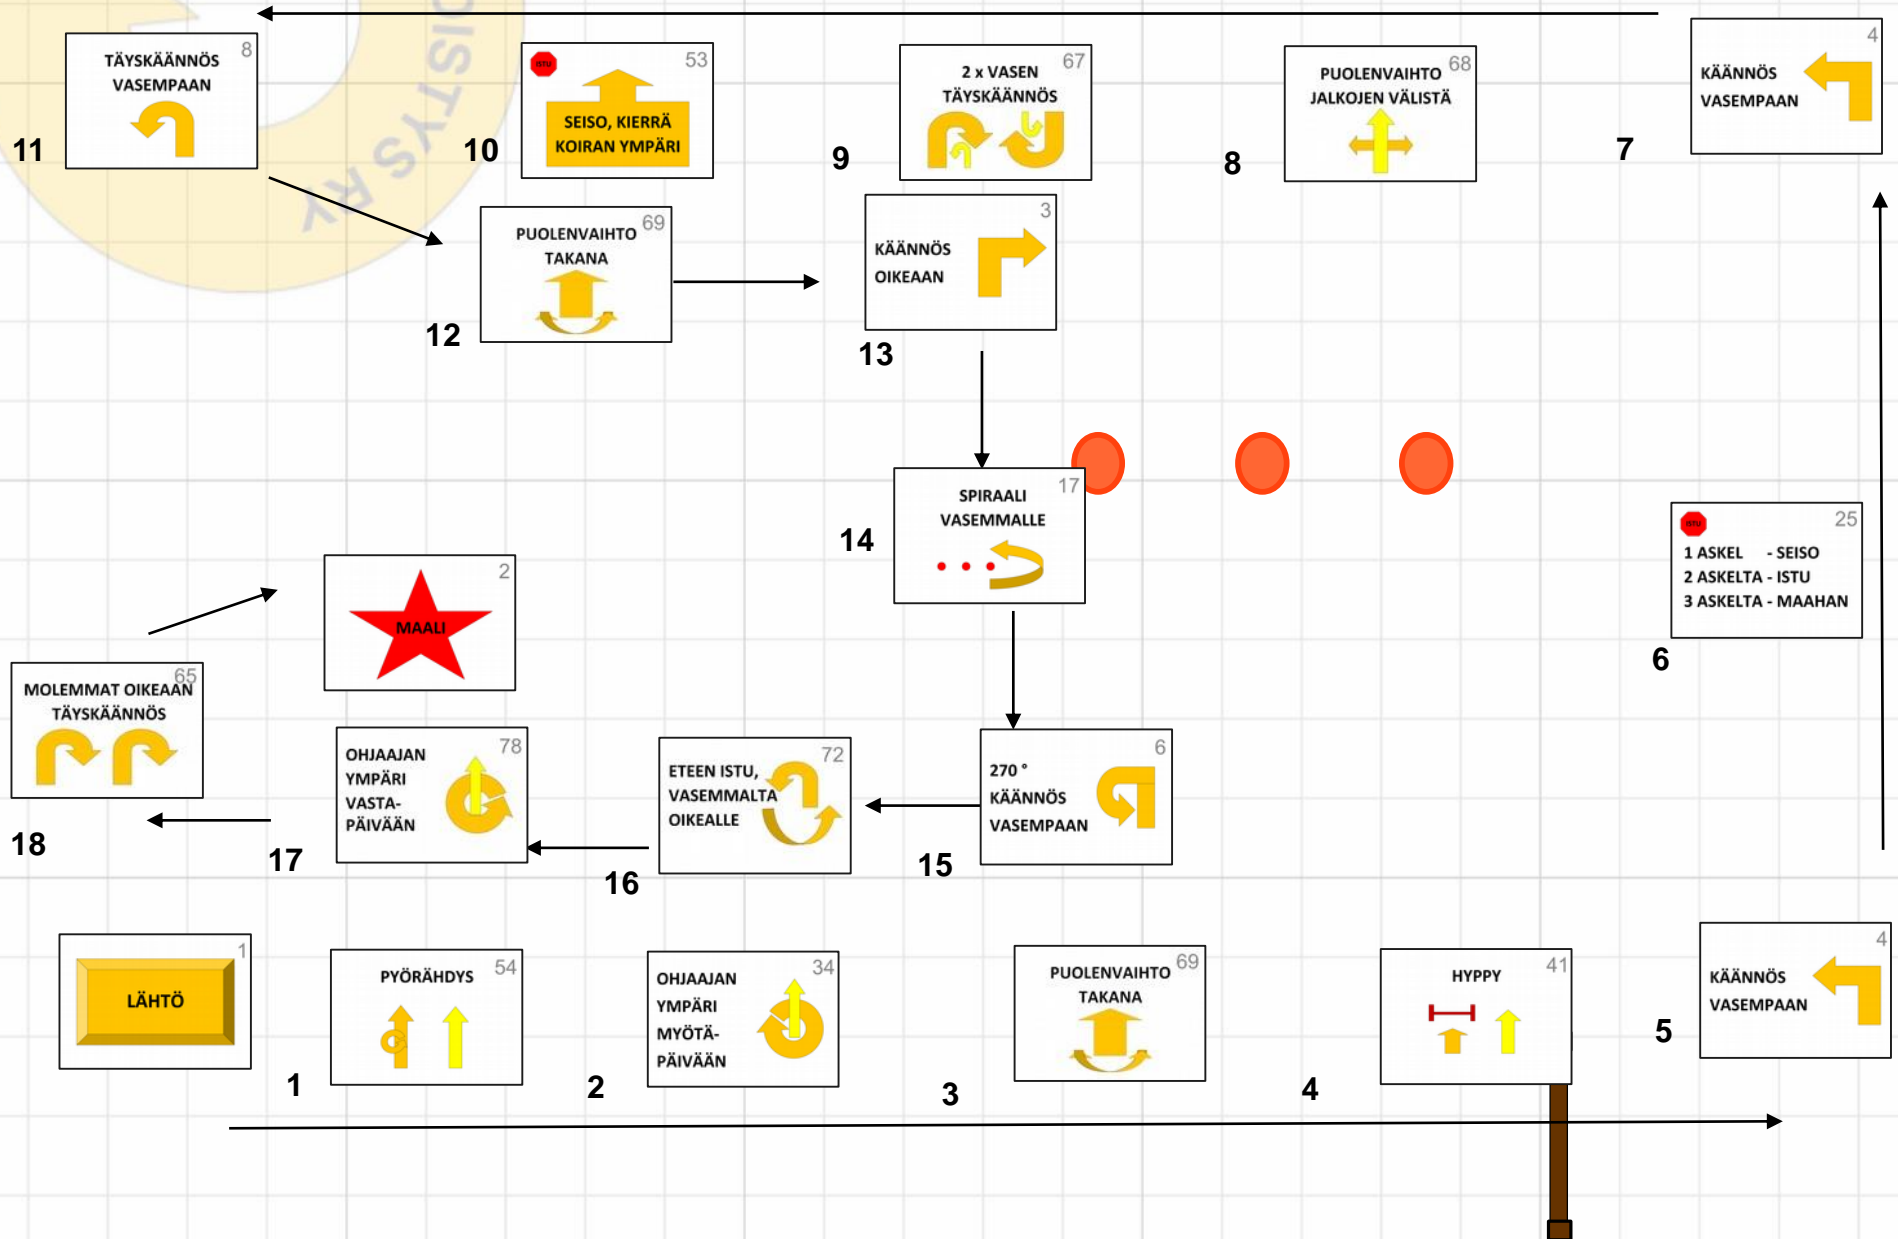 DISTYS RY
TÄYSKÄÄNNÖS
VASEMPAAN
8
11
ISTU
53
SEISO, KIERRÄ
KOIRAN YMPÄRI
10
67
2 x VASEN
TÄYSKÄÄNNÖS
9
68
PUOLENVAIHTO
JALKOJEN VÄLISTÄ
8
4
KÄÄNNÖS
VASEMPAAN
7
69
PUOLENVAIHTO
TAKANA
12
3
KÄÄNNÖS
OIKEAAN
13
17
SPIRAALI
VASEMMALLE
14
ISTU
25
1 ASKEL - SEISO
2 ASKELTA - ISTU
3 ASKELTA - MAAHAN
6
2
MAALI
65
MOLEMMAT OIKEAAN
TÄYSKÄÄNNÖS
18
78
OHJAAJAN
YMPÄRI
VASTA-
PÄIVÄÄN
17
72
ETEEN ISTU,
VASEMMALTA
OIKEALLE
16
6
270 °
KÄÄNNÖS
VASEMPAAN
15
1
LÄHTÖ
54
PYÖRÄHDYS
1
34
OHJAAJAN
YMPÄRI
MYÖTÄ-
PÄIVÄÄN
2
69
PUOLENVAIHTO
TAKANA
3
41
HYPPY
4
4
KÄÄNNÖS
VASEMPAAN
5